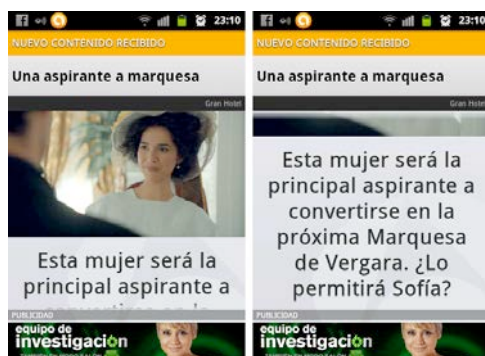 23:10
NUEVO CONTENIDO RECIBIDO
Una aspirante a marquesa
Gran Hotel
Esta mujer será la
principal aspirante a
PUBLICIDAD
equipo de
investigación
23:10
NUEVO CONTENIDO RECIBIDO
Una aspirante a marquesa
Gran Hotel
Esta mujer será la
principal aspirante a
convertirse en la
próxima Marquesa
de Vergara. ¿Lo
permitirá Sofía?
PUBLICIDAD
equipo de
investigación